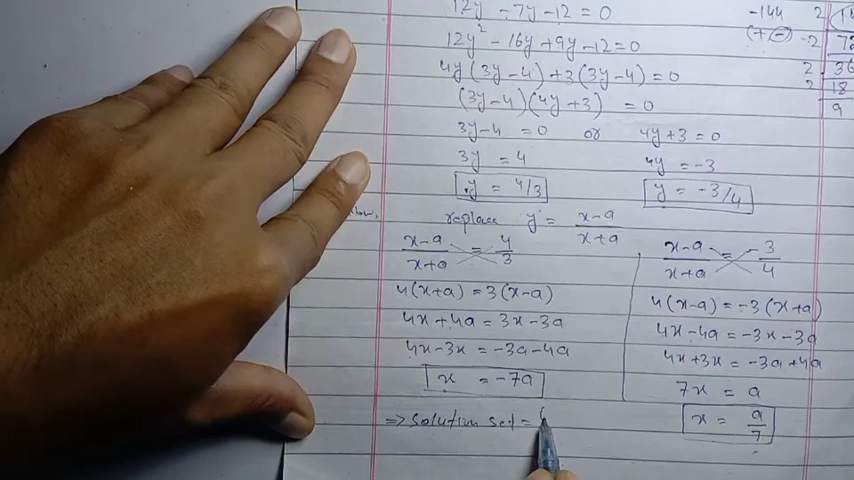 12y² - 7y - 12 = 0
12y² - 16y + 9y - 12 = 0
4y(3y-4) + 3(3y-4) = 0
(3y-4)(4y+3) = 0
3y-4 = 0 or 4y+3 = 0
3y = 4 4y = -3
y = 4/3 y = -3/4
replace y = x-a/x+a
x-a/x+a = 4/3 x-a/x+a = -3/4
4(x+a) = 3(x-a) 4(x-a) = -3(x+a)
4x+4a = 3x-3a 4x-4a = -3x-3a
4x-3x = -3a-4a 4x+3x = -3a+4a
x = -7a 7x = a
x = a/7
=> Solution set = {
-144 2
(+ -) 2 72
2 36
2 18
9